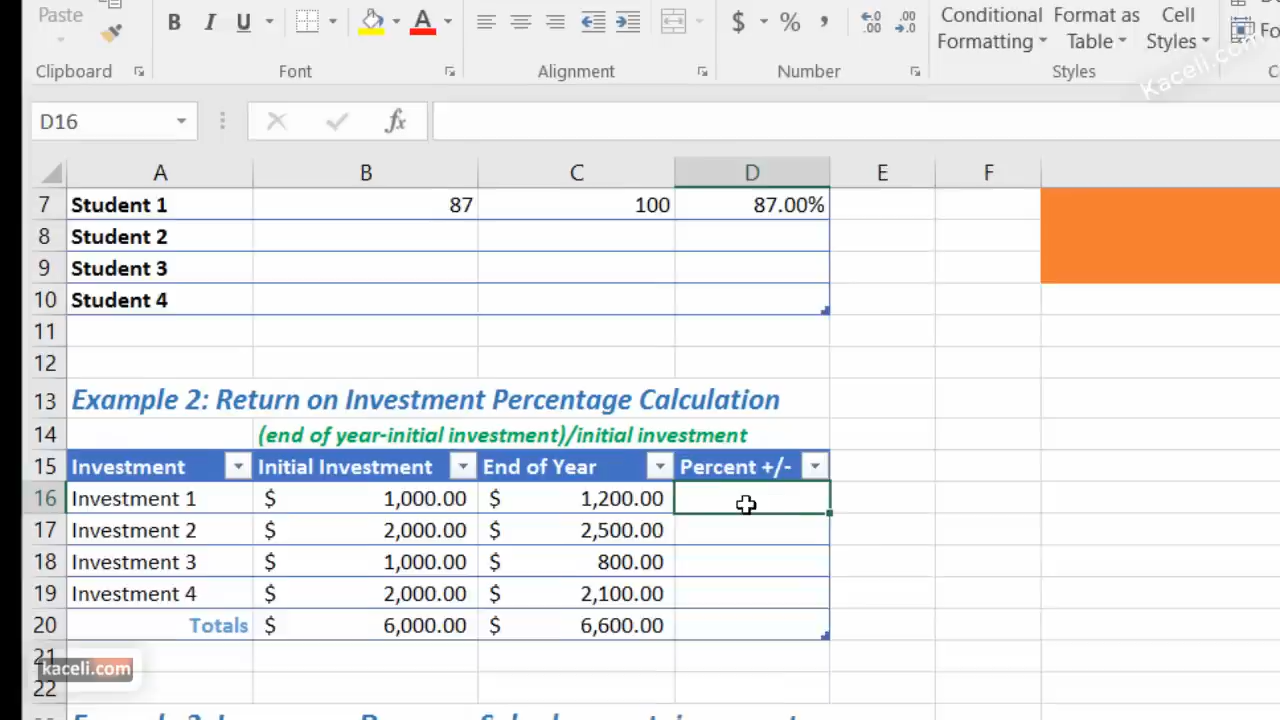 Paste
B I U A $ % , .00 .00
Conditional Formatting
Format as Table
Cell Styles
Clipboard Font Alignment Number Styles
Kaceli.com
D16 fx
A B C D E F
7 Student 1 87 100 87.00%
8 Student 2
9 Student 3
10 Student 4
11
12
13 Example 2: Return on Investment Percentage Calculation
14 (end of year-initial investment)/initial investment
15 Investment Initial Investment End of Year Percent +/-
16 Investment 1 $ 1,000.00 $ 1,200.00
17 Investment 2 $ 2,000.00 $ 2,500.00
18 Investment 3 $ 1,000.00 $ 800.00
19 Investment 4 $ 2,000.00 $ 2,100.00
20 Totals $ 6,000.00 $ 6,600.00
21
kaceli.com
22